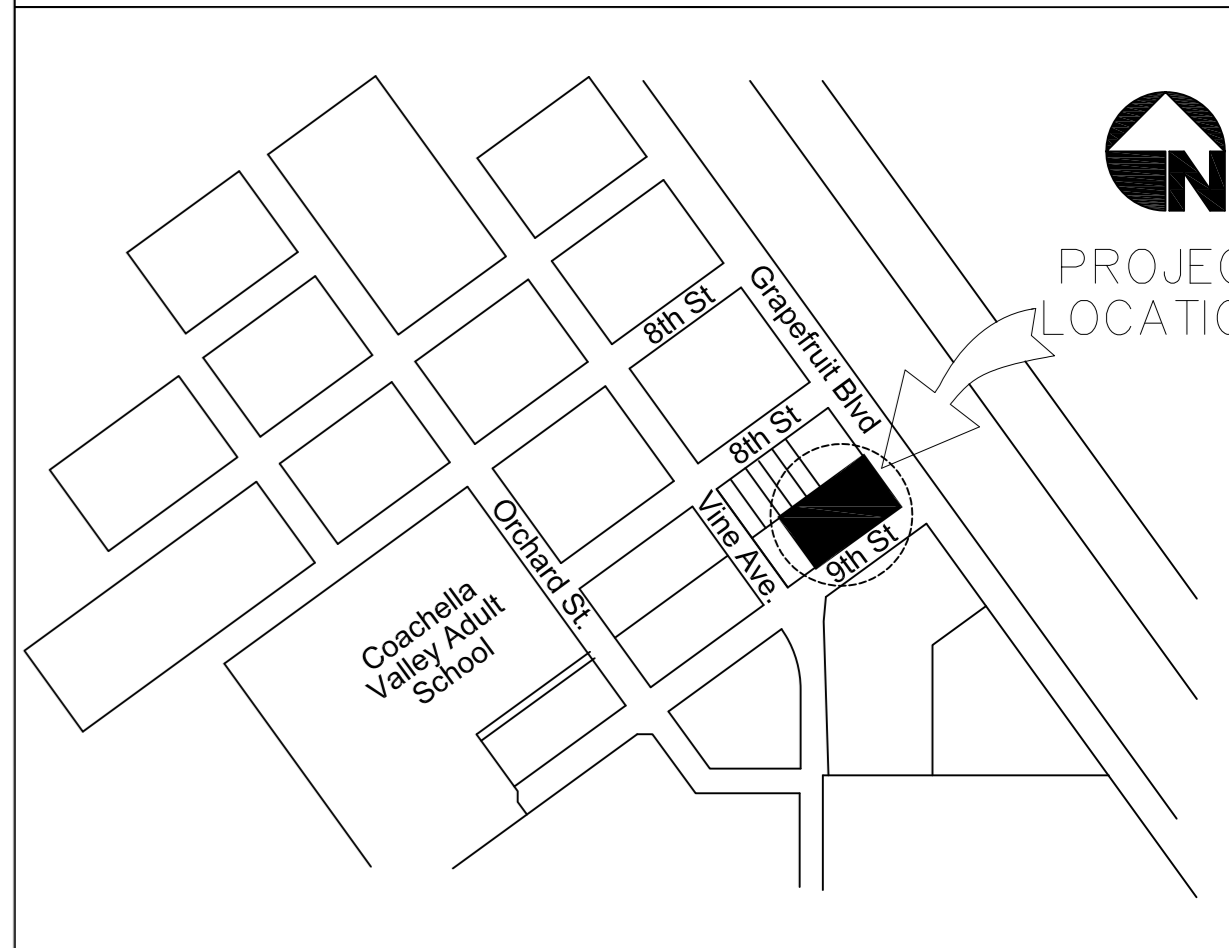 N
PROJEC
LOCATIO
8th St
Grapefruit Blvd
8th St
Vine Ave.
9th St
Orchard St.
Coachella
Valley Adult
School